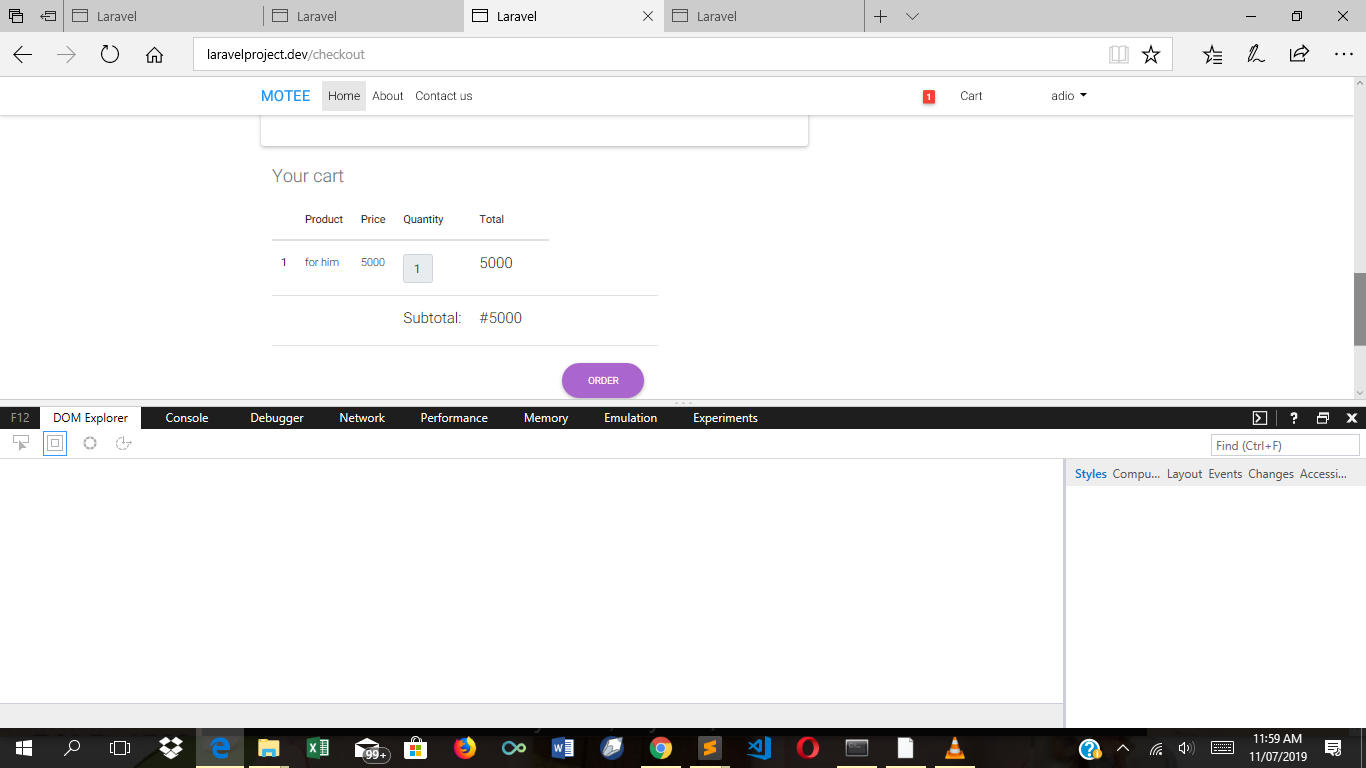 Laravel
Laravel
Laravel
Laravel
laravelproject.dev/checkout
MOTEE Home About Contact us 1 Cart adio
Your cart
Product Price Quantity Total
1 for him 5000 1 5000
Subtotal: #5000
ORDER
F12 DOM Explorer Console Debugger Network Performance Memory Emulation Experiments ?
Find (Ctrl+F)
Styles Compu... Layout Events Changes Accessi...
99+
11:59 AM
11/07/2019